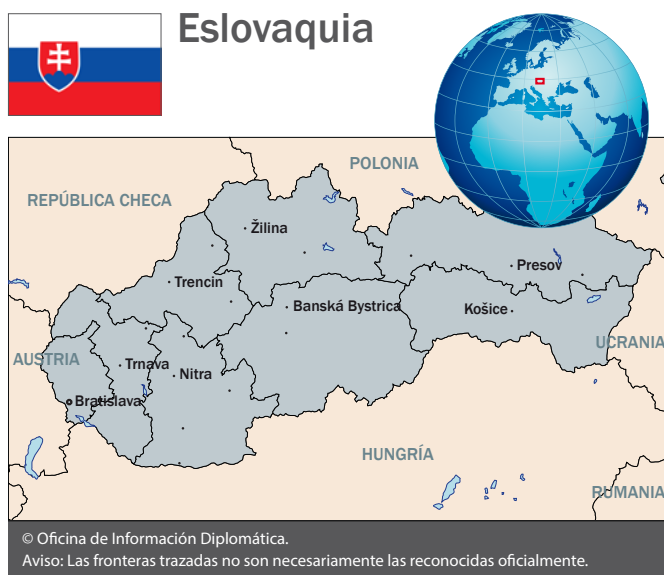 Eslovaquia
POLONIA
REPÚBLICA CHECA
Žilina
Presov
Trencin
Banská Bystrica
Košice
UCRANIA
AUSTRIA
Trnava
Nitra
Bratislava
HUNGRÍA
RUMANIA
© Oficina de Información Diplomática.
Aviso: Las fronteras trazadas no son necesariamente las reconocidas oficialmente.